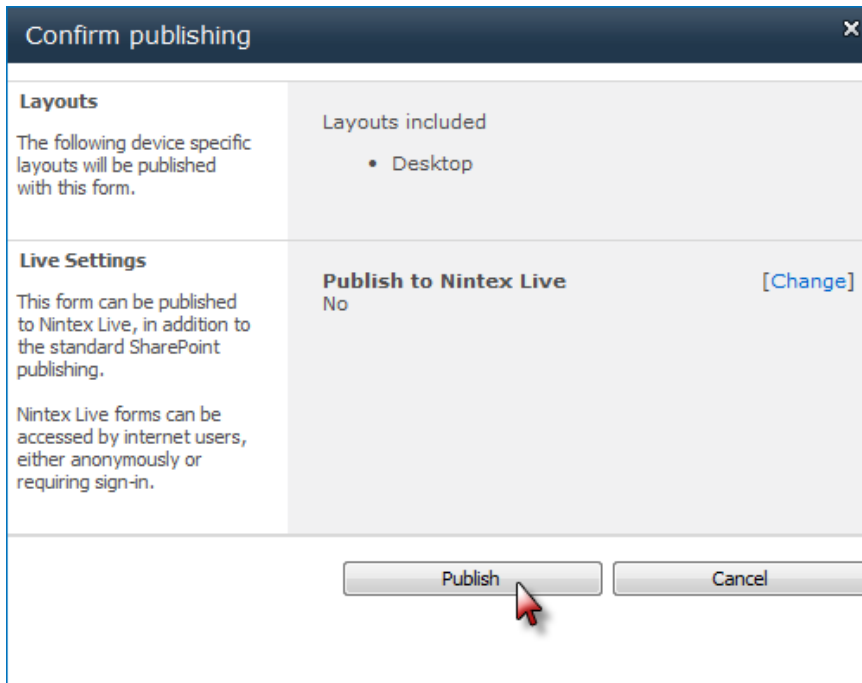 Confirm publishing
Layouts
The following device specific
layouts will be published
with this form.
Layouts included
• Desktop
Live Settings
This form can be published
to Nintex Live, in addition to
the standard SharePoint
publishing.
Nintex Live forms can be
accessed by internet users,
either anonymously or
requiring sign-in.
Publish to Nintex Live [Change]
No
Publish Cancel